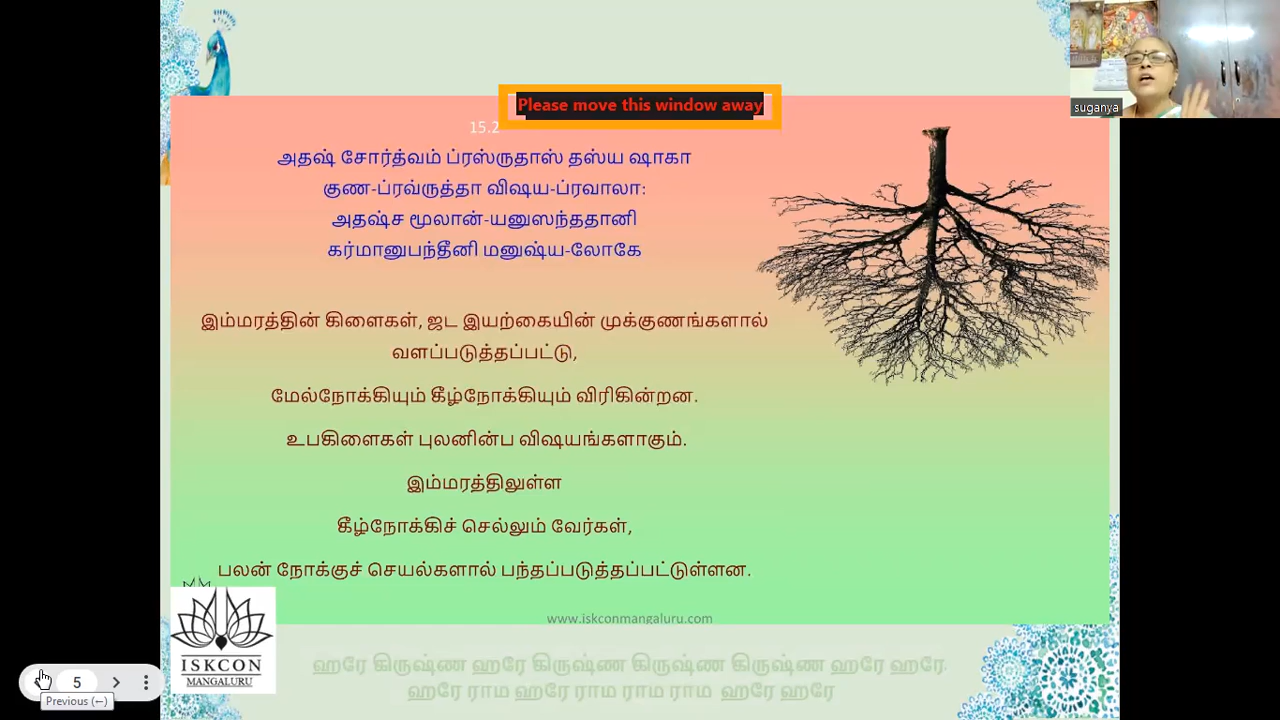 Please move this window away
suganya
15.2
அதஷ் சோர்த்வம் ப்ரஸ்ருதாஸ் தஸ்ய ஷாகா
குண-ப்ரவ்ருத்தா விஷய-ப்ரவாலா:
அதஷ்ச மூலான்-யனுஸந்ததானி
கர்மானுபந்தீனி மனுஷ்ய-லோகே
இம்மரத்தின் கிளைகள், ஜட இயற்கையின் முக்குணங்களால்
வளப்படுத்தப்பட்டு,
மேல்நோக்கியும் கீழ்நோக்கியும் விரிகின்றன.
உபகிளைகள் புலனின்ப விஷயங்களாகும்.
இம்மரத்திலுள்ள
கீழ்நோக்கிச் செல்லும் வேர்கள்,
பலன் நோக்குச் செயல்களால் பந்தப்படுத்தப்பட்டுள்ளன.
www.iskconmangaluru.com
ISKCON
MANGALURU
ஹரே கிருஷ்ண ஹரே கிருஷ்ண கிருஷ்ண கிருஷ்ண ஹரே ஹரே
ஹரே ராம ஹரே ராம ராம ராம ஹரே ஹரே
5
Previous (←)